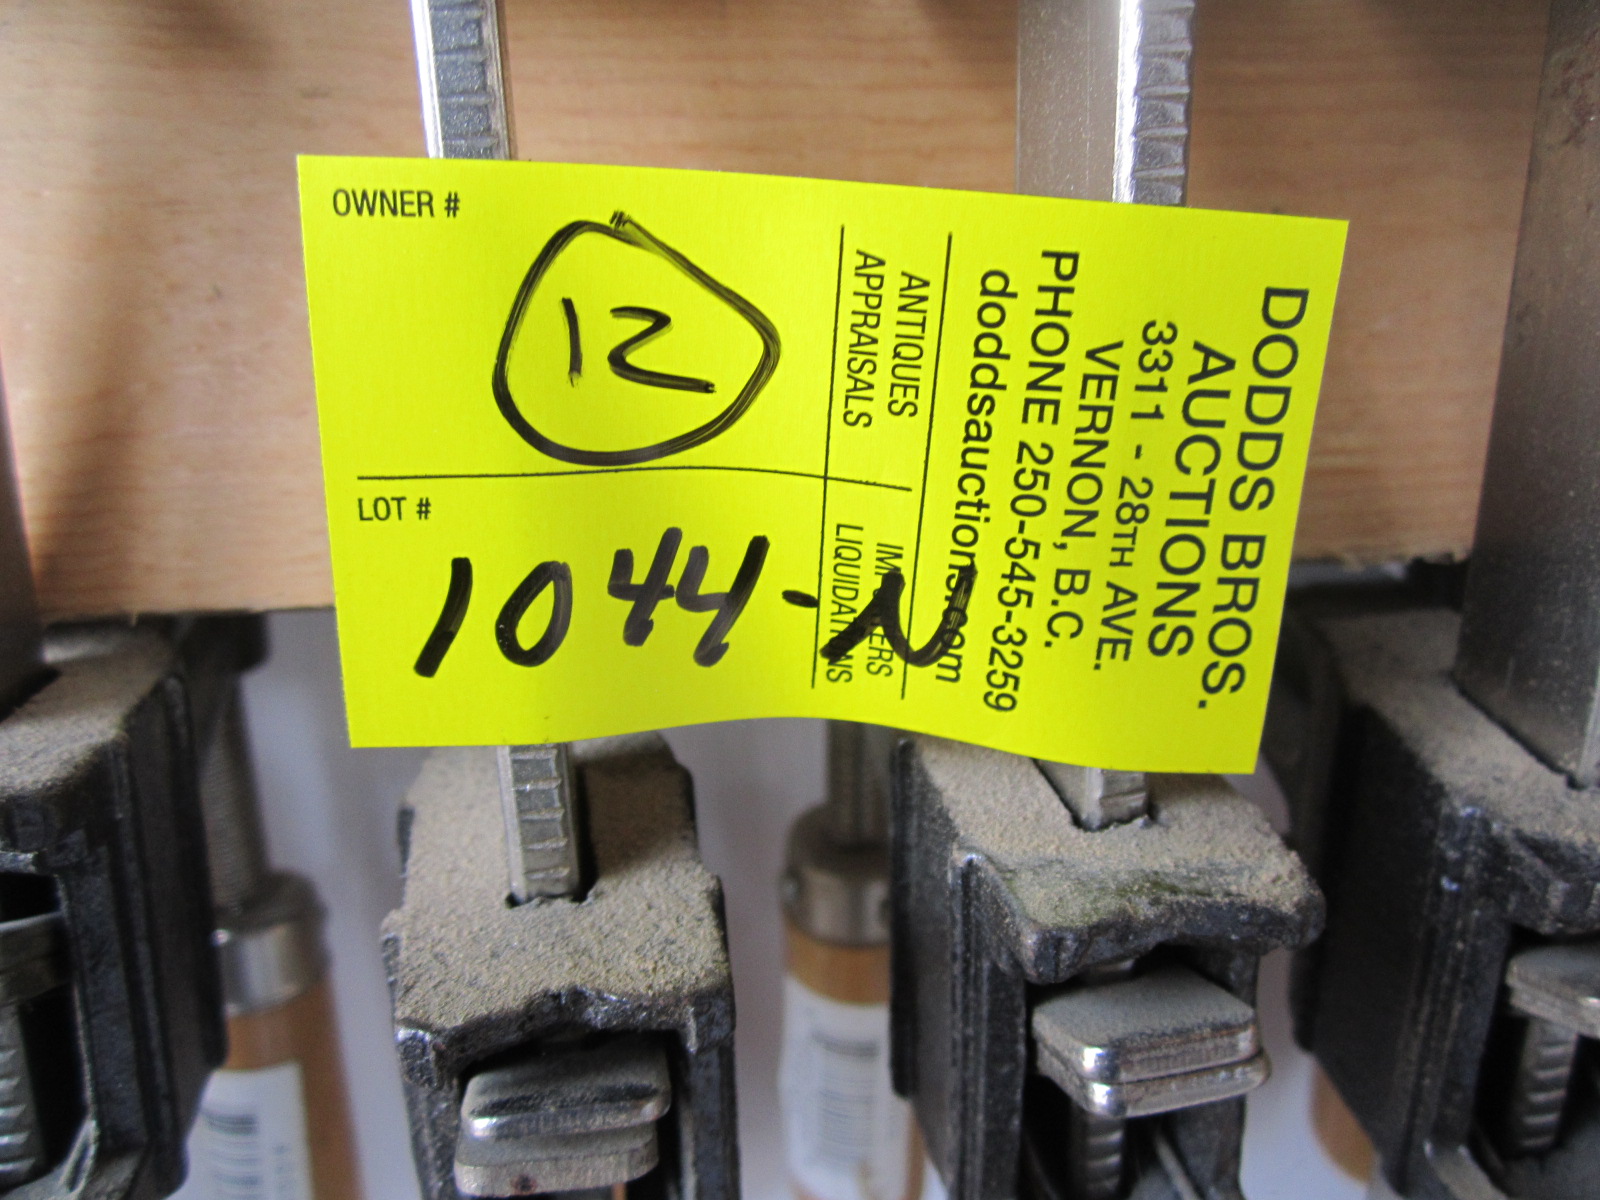 OWNER #
12
LOT #
1044-2
DODDS BROS.
AUCTIONS
3311 - 28TH AVE.
VERNON, B.C.
PHONE 250-545-3259
doddsauctions.com
ANTIQUES
APPRAISALS
LIQUIDATIONS